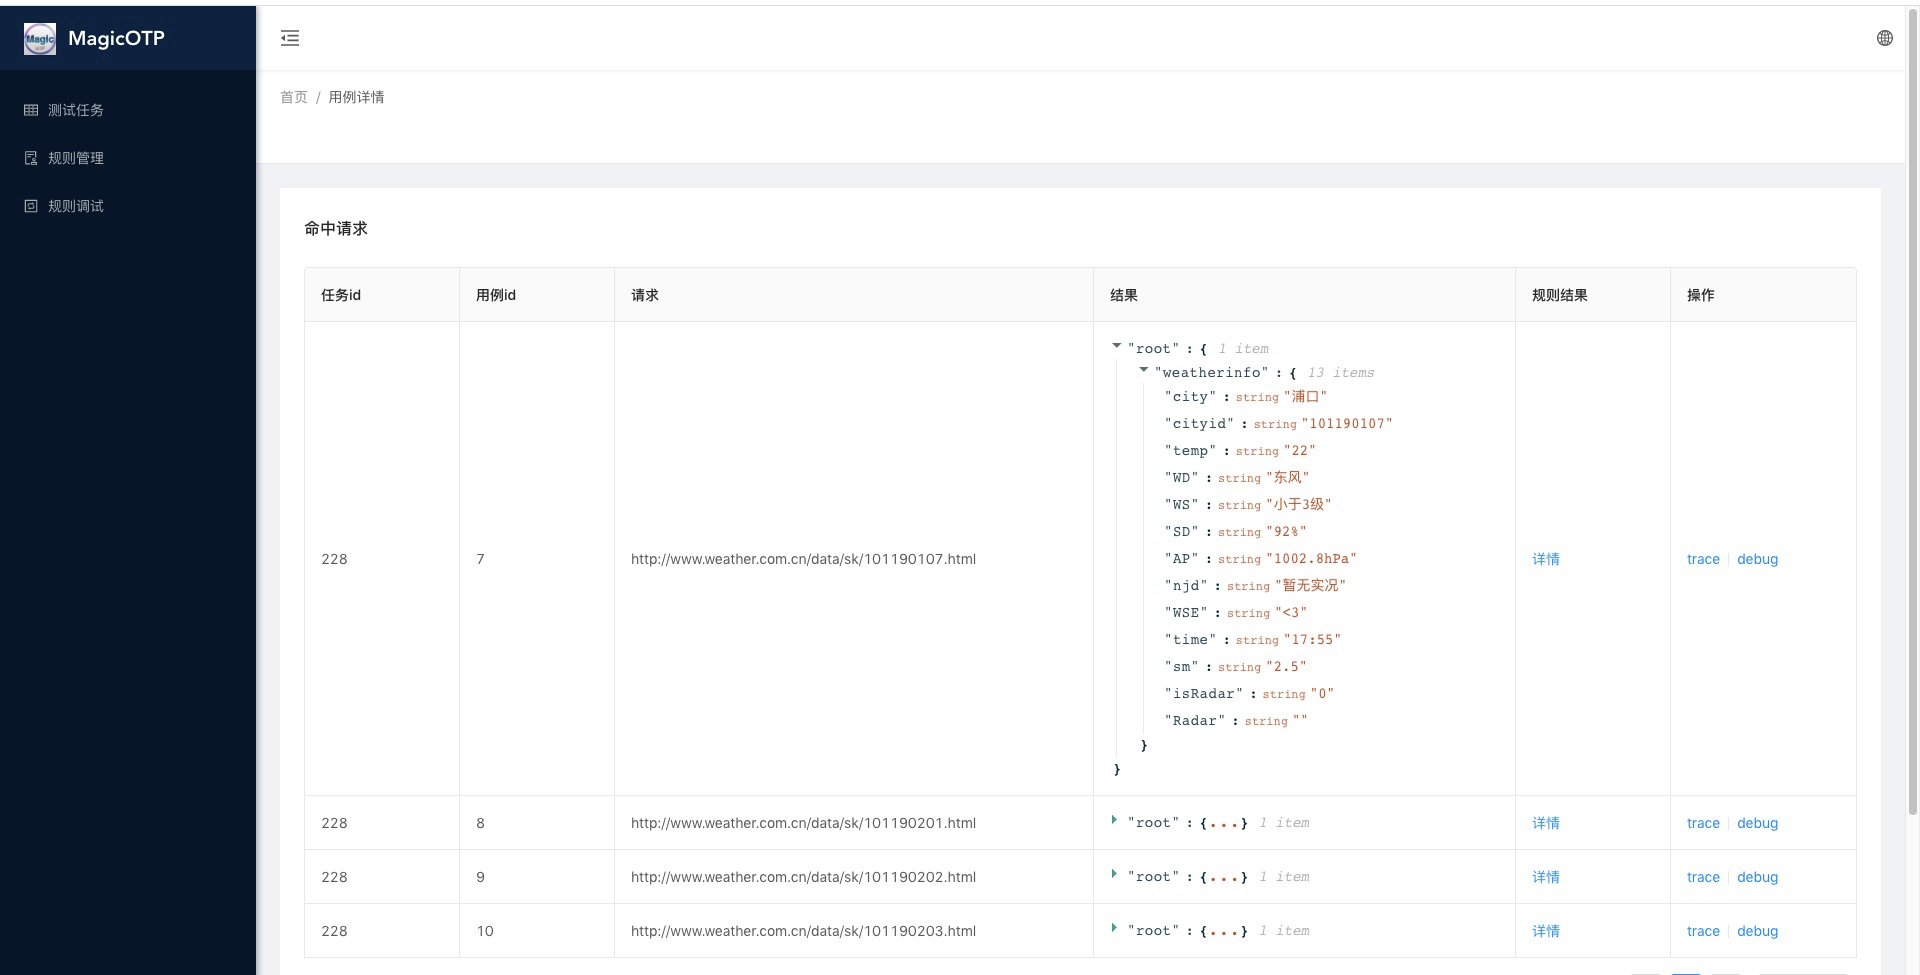 Magic
MagicOTP
测试任务
规则管理
规则调试
首页 / 用例详情
命中请求
任务id 用例id 请求 结果 规则结果 操作
"root" : { 1 item
"weatherinfo" : { 13 items
"city" : string "浦口"
"cityid" : string "101190107"
"temp" : string "22"
"WD" : string "东风"
"WS" : string "小于3级"
"SD" : string "92%"
228 7 http://www.weather.com.cn/data/sk/101190107.html "AP" : string "1002.8hPa" 详情 trace debug
"njd" : string "暂无实况"
"WSE" : string "<3"
"time" : string "17:55"
"sm" : string "2.5"
"isRadar" : string "0"
"Radar" : string ""
}
}
228 8 http://www.weather.com.cn/data/sk/101190201.html "root" : {...} 1 item 详情 trace debug
228 9 http://www.weather.com.cn/data/sk/101190202.html "root" : {...} 1 item 详情 trace debug
228 10 http://www.weather.com.cn/data/sk/101190203.html "root" : {...} 1 item 详情 trace debug